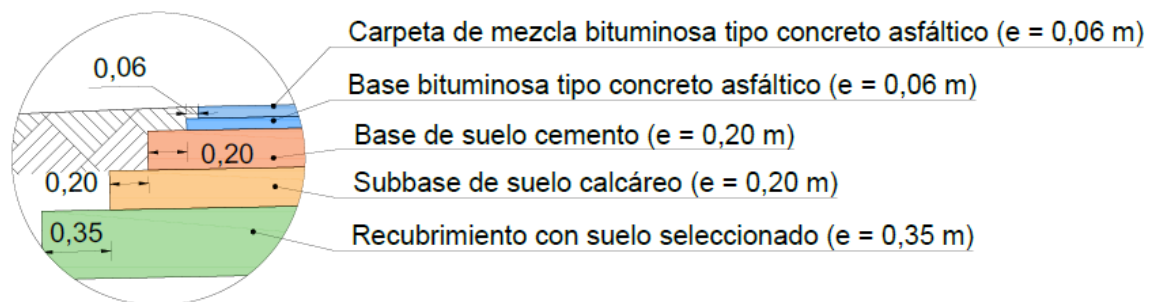 Carpeta de mezcla bituminosa tipo concreto asfáltico (e = 0,06 m)
0,06
Base bituminosa tipo concreto asfáltico (e = 0,06 m)
Base de suelo cemento (e = 0,20 m)
0,20
0,20
Subbase de suelo calcáreo (e = 0,20 m)
0,35
Recubrimiento con suelo seleccionado (e = 0,35 m)